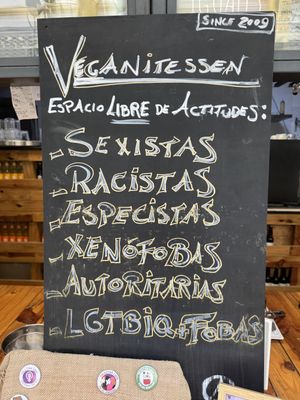 SINCE 2009
VEGANITESSEN
ESPACIO LIBRE DE ACTITUDES:
- SEXISTAS
- RACISTAS
- ESPECISTAS
- XENÓFOBAS
- AUTORITARIAS
- LGTBIQ+FOBAS